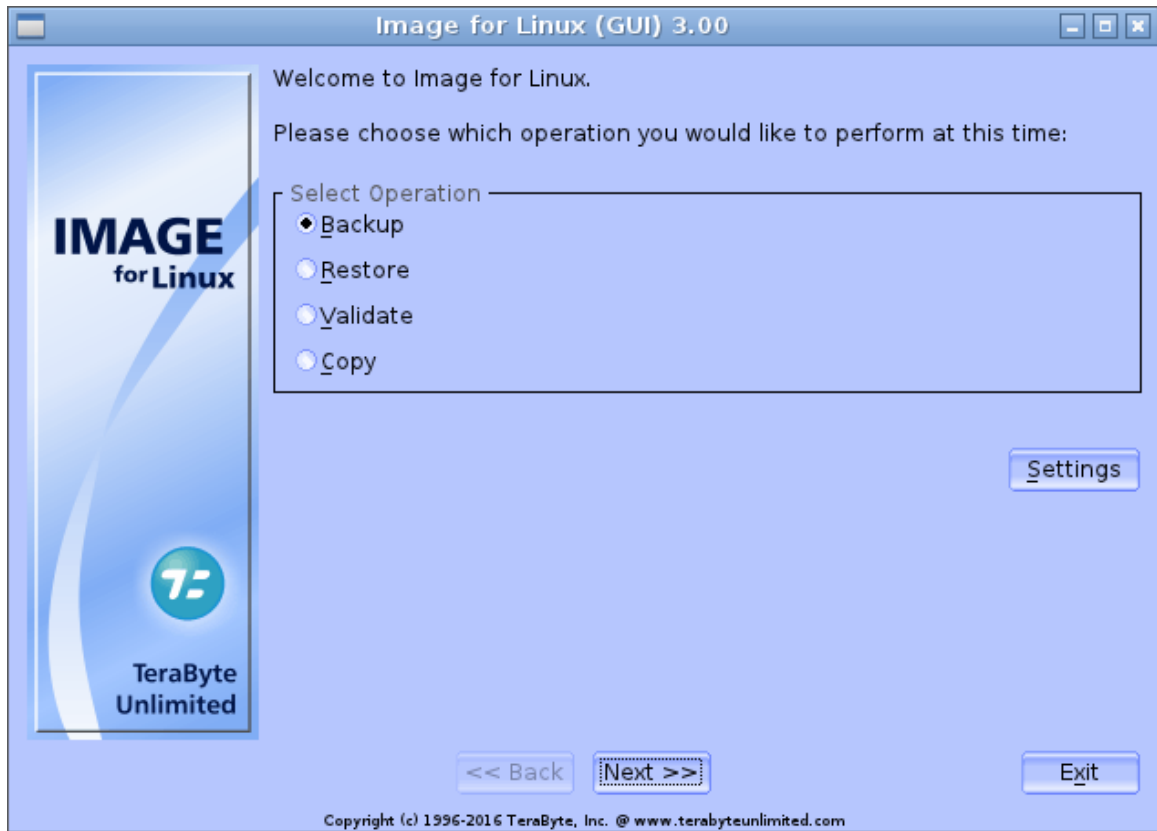 Image for Linux (GUI) 3.00
Welcome to Image for Linux.
Please choose which operation you would like to perform at this time:
Select Operation
Backup
Restore
Validate
Copy
IMAGE
for Linux
Settings
TeraByte
Unlimited
<< Back
Next >>
Exit
Copyright (c) 1996-2016 TeraByte, Inc. @ www.terabyteunlimited.com